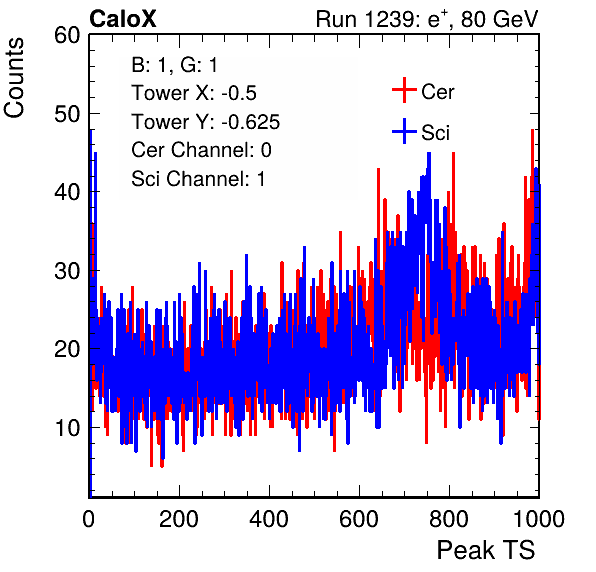 CaloX Run 1239: e⁺, 80 GeV
Counts
60
50
40
30
20
10
B: 1, G: 1
Tower X: -0.5
Tower Y: -0.625
Cer Channel: 0
Sci Channel: 1
Cer
Sci
0 200 400 600 800 1000
Peak TS